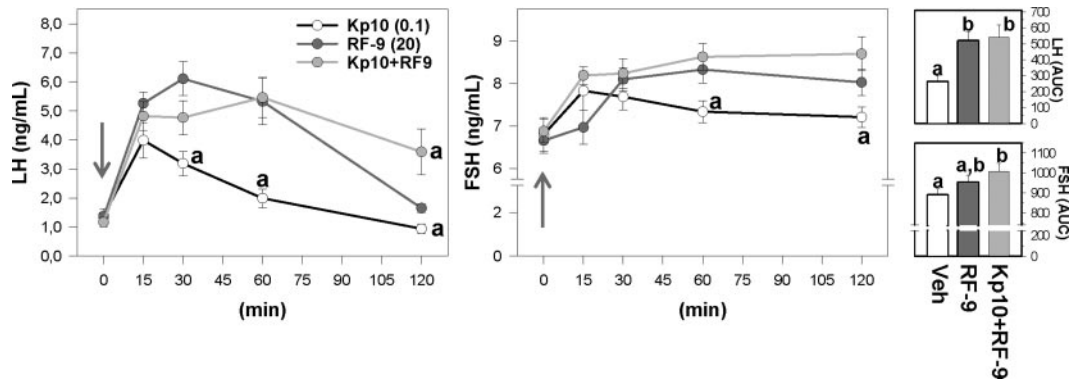 8,0
7,0
6,0
5,0
4,0
3,0
2,0
1,0
0,0
LH (ng/mL)
Kp10 (0.1)
RF-9 (20)
Kp10+RF9
a
a
a
a
0 15 30 45 60 75 90 105 120
(min)
9
8
7
6
2
0
FSH (ng/mL)
a
a
0 15 30 45 60 75 90 105 120
(min)
a
b
b
700
600
500
400
300
200
100
0
LH
(AUC)
a
a,b
b
1100
1000
900
800
200
0
FSH
(AUC)
Veh
RF-9
Kp10+RF-9